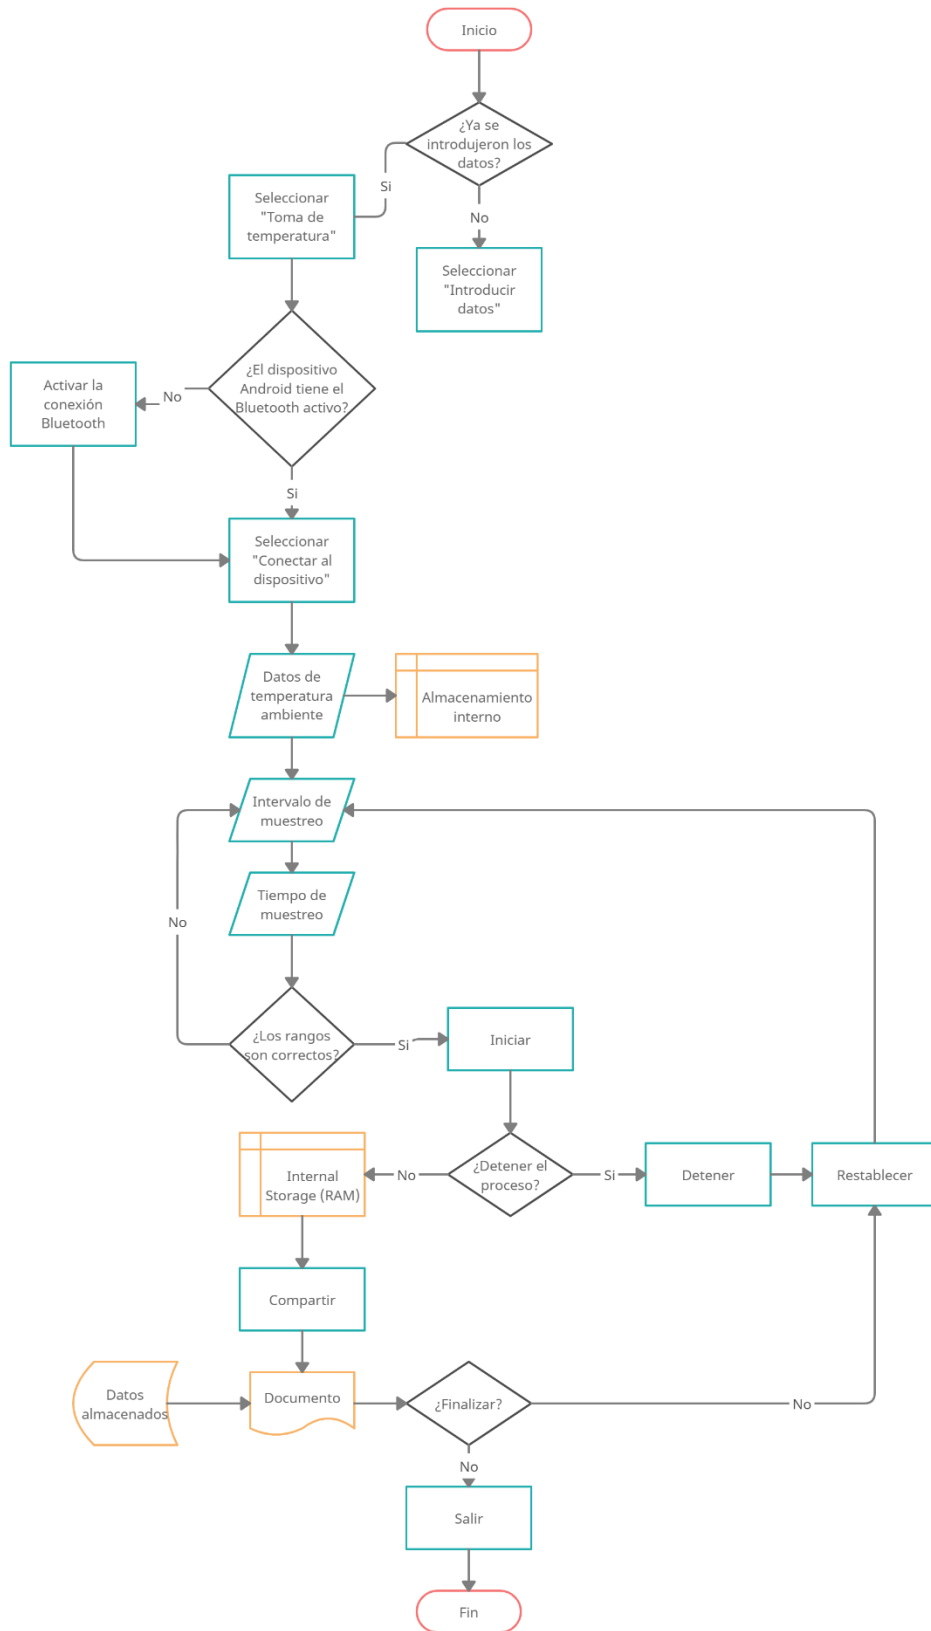 Inicio
¿Ya se
introdujeron los
datos?
Si
No
Seleccionar
"Toma de
temperatura"
Seleccionar
"Introducir
datos"
¿El dispositivo
Android tiene el
Bluetooth activo?
No
Activar la
conexión
Bluetooth
Si
Seleccionar
"Conectar al
dispositivo"
Datos de
temperatura
ambiente
Almacenamiento
interno
Intervalo de
muestreo
Tiempo de
muestreo
No
¿Los rangos
son correctos?
Si
Iniciar
¿Detener el
proceso?
No
Si
Detener
Restablecer
Internal
Storage (RAM)
Compartir
Datos
almacenados
Documento
¿Finalizar?
No
No
Salir
Fin